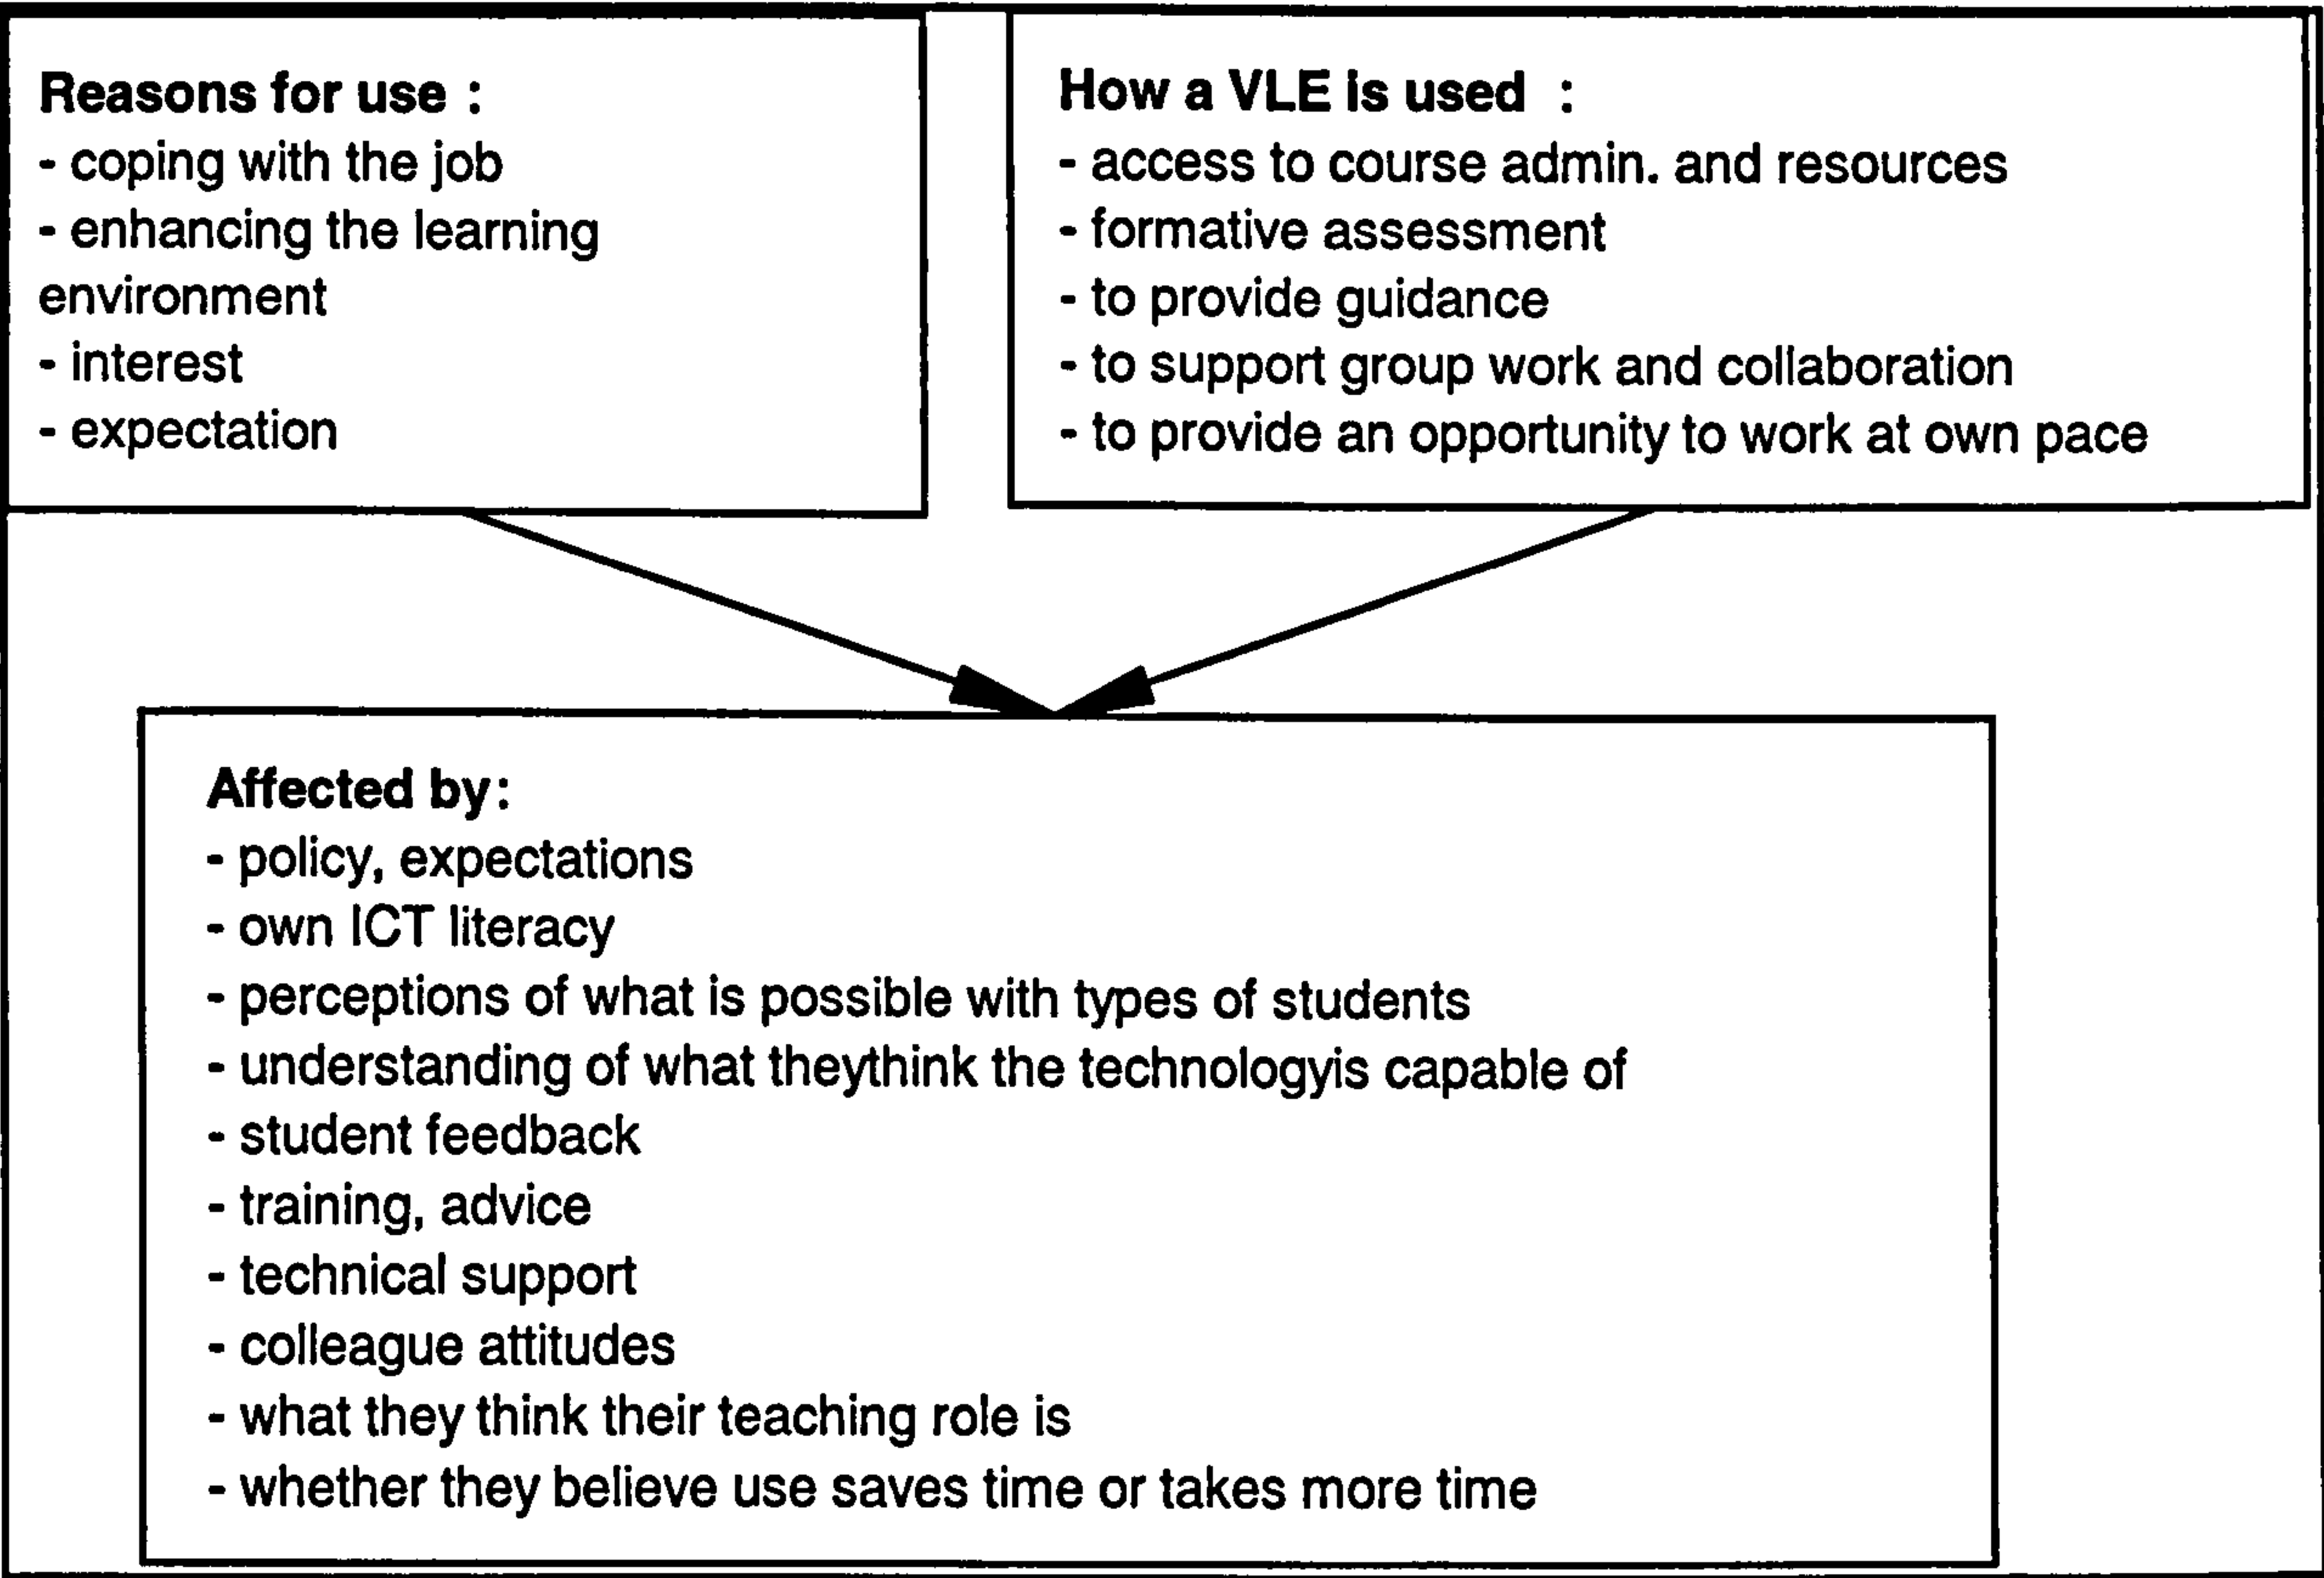 Reasons for use :
- coping with the job
- enhancing the learning
environment
- interest
- expectation
How a VLE is used :
- access to course admin. and resources
- formative assessment
- to provide guidance
- to support group work and collaboration
- to provide an opportunity to work at own pace
Affected by:
- policy, expectations
- own ICT literacy
- perceptions of what is possible with types of students
- understanding of what theythink the technologyis capable of
- student feedback
- training, advice
- technical support
- colleague attitudes
- what they think their teaching role is
- whether they believe use saves time or takes more time